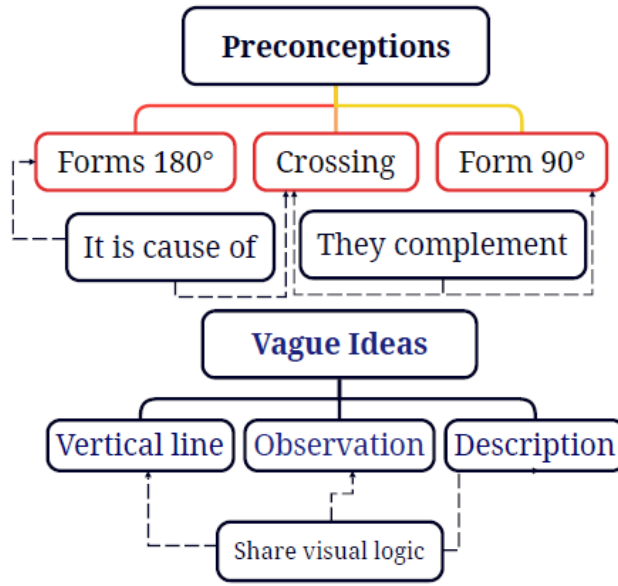 Preconceptions
Forms 180°
Crossing
Form 90°
It is cause of
They complement
Vague Ideas
Vertical line
Observation
Description
Share visual logic